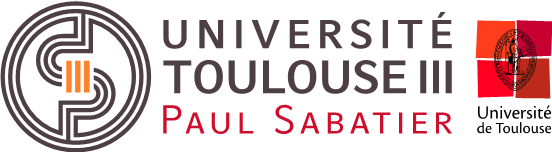 UNIVERSITÉ
TOULOUSE III
PAUL SABATIER
Université
de Toulouse